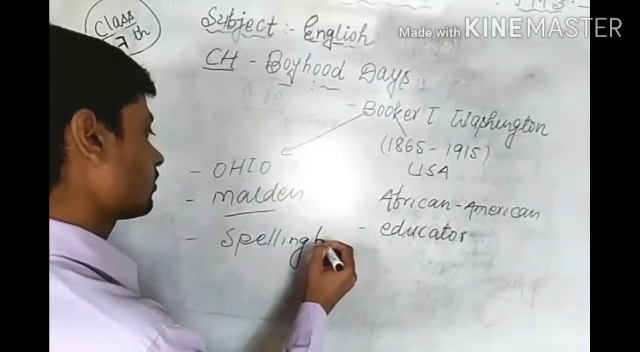 Made with KINEMASTER
Class
7th
Subject :- English
CH - Boyhood Days
- Booker T Washington
(1865-1915)
USA
- OHIO
- malden
African-American
- educator
- Spelling